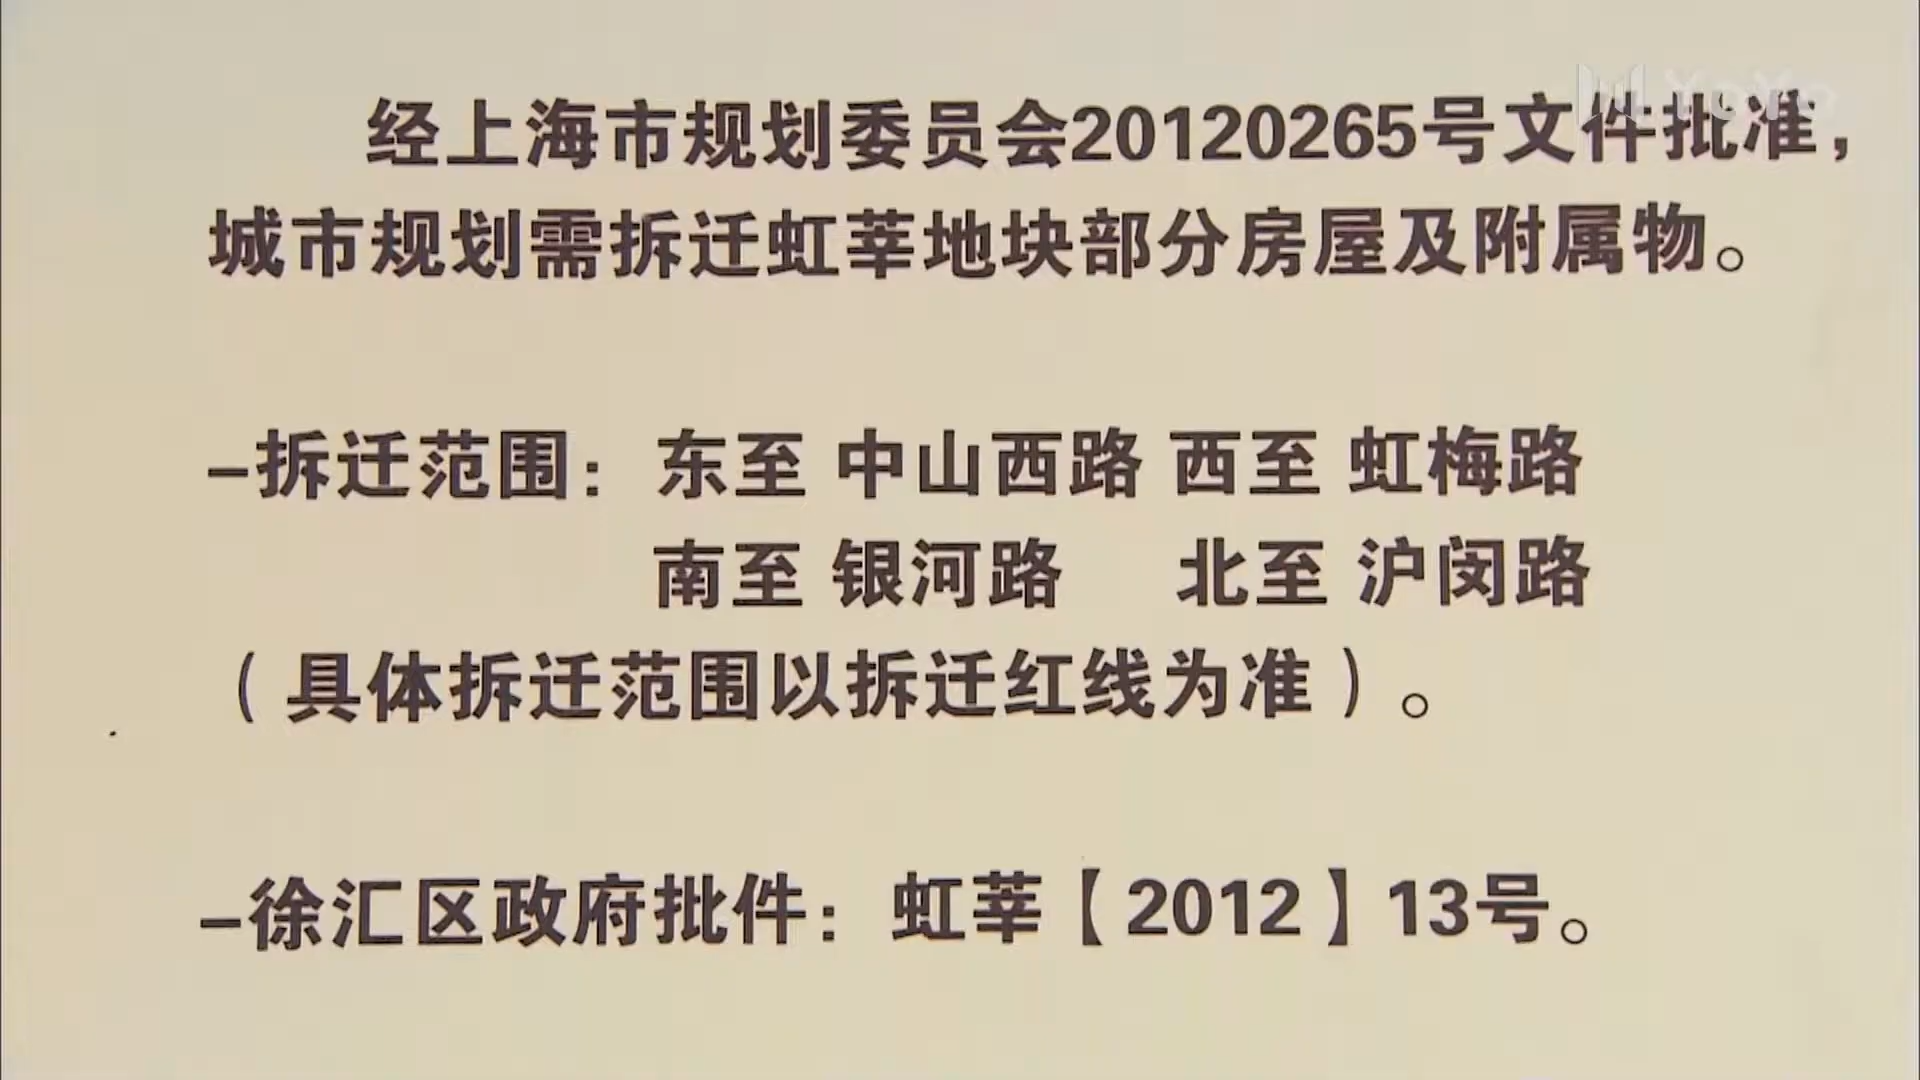 YoYo
经上海市规划委员会20120265号文件批准，
城市规划需拆迁虹莘地块部分房屋及附属物。
–拆迁范围：东至 中山西路 西至 虹梅路
南至 银河路 北至 沪闵路
（具体拆迁范围以拆迁红线为准）。
–徐汇区政府批件：虹莘【2012】13号。